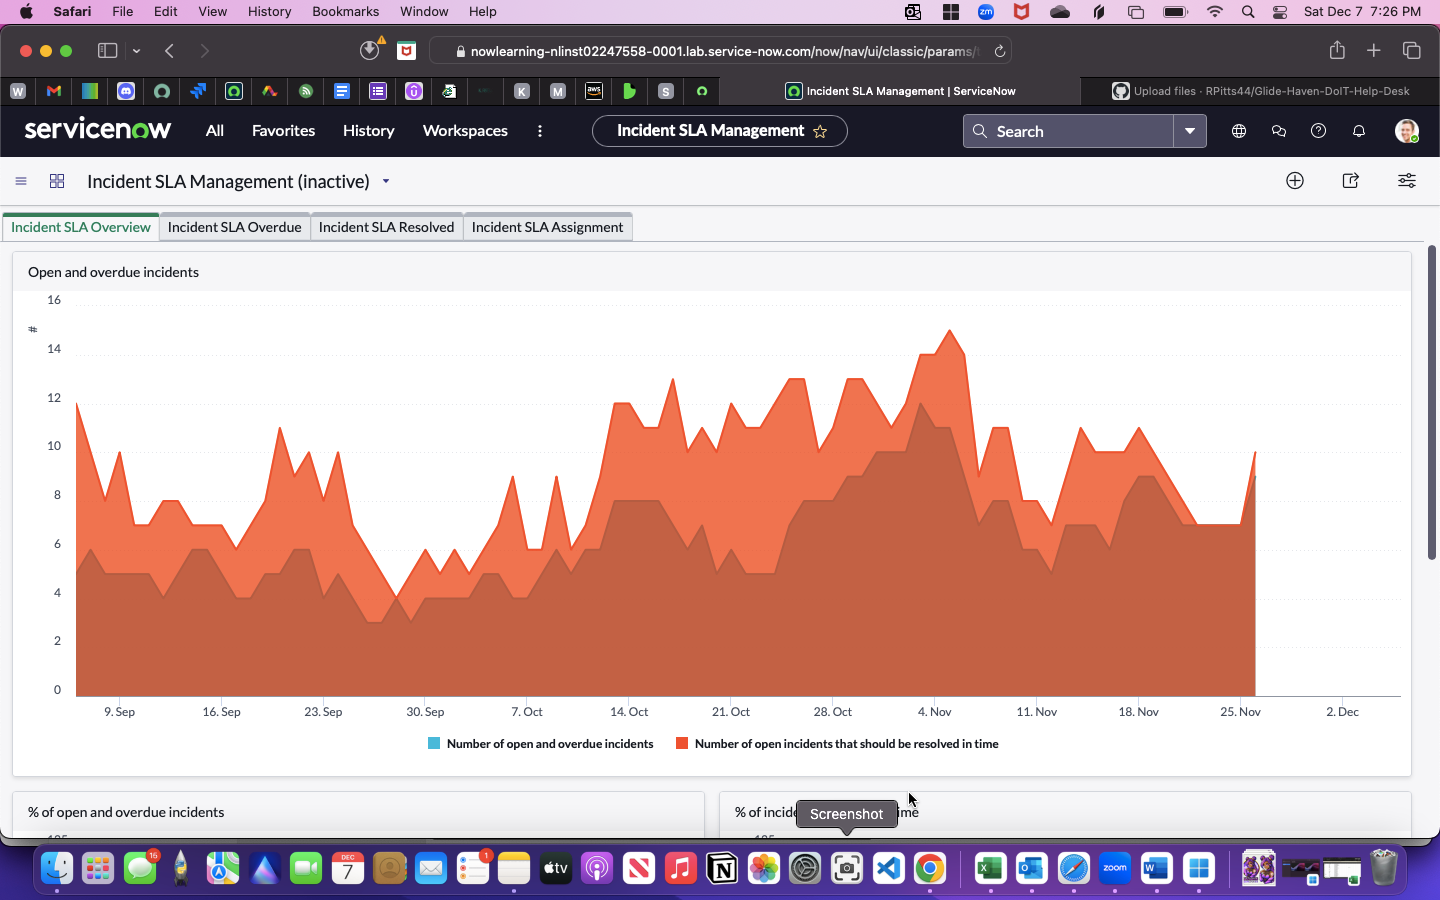 Safari File Edit View History Bookmarks Window Help zm Sat Dec 7 7:26 PM
nowlearning-nlinst02247558-0001.lab.service-now.com/now/nav/ui/classic/params/
W U K M aws S Incident SLA Management | ServiceNow Upload files · RPitts44/Glide-Haven-DoIT-Help-Desk
servicenow All Favorites History Workspaces Incident SLA Management Search
Incident SLA Management (inactive)
Incident SLA Overview Incident SLA Overdue Incident SLA Resolved Incident SLA Assignment
Open and overdue incidents
16
#
14
12
10
8
6
4
2
0
9. Sep 16. Sep 23. Sep 30. Sep 7. Oct 14. Oct 21. Oct 28. Oct 4. Nov 11. Nov 18. Nov 25. Nov 2. Dec
Number of open and overdue incidents Number of open incidents that should be resolved in time
% of open and overdue incidents % of incide ime
Screenshot
16 DEC 7 1 tv N zoom W